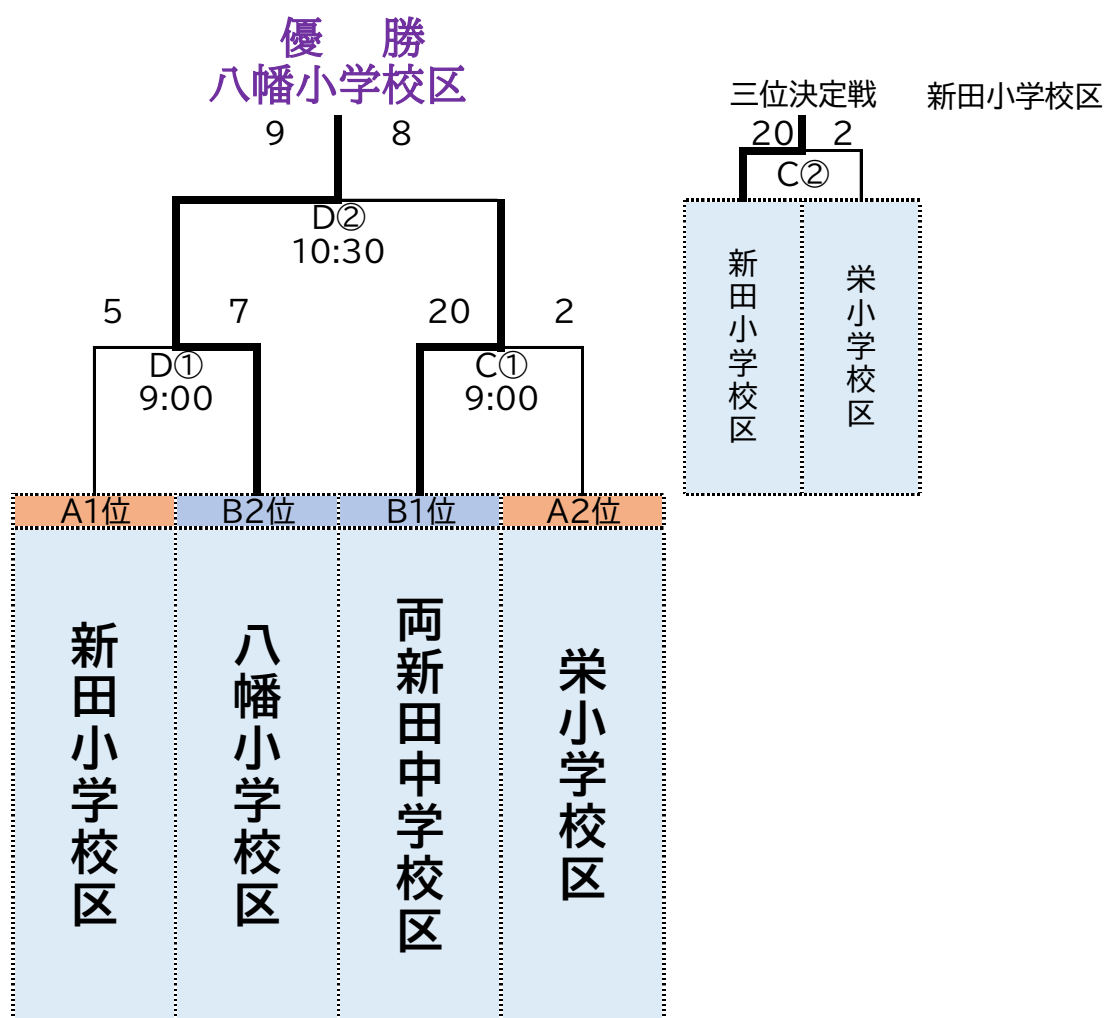 優 勝
八幡小学校区
三位決定戦 新田小学校区
9 8
20 2
C②
D②
10:30
新田小学校区
栄小学校区
5 7 20 2
D① C①
9:00 9:00
A1位 B2位 B1位 A2位
新田小学校区
八幡小学校区
両新田中学校区
栄小学校区